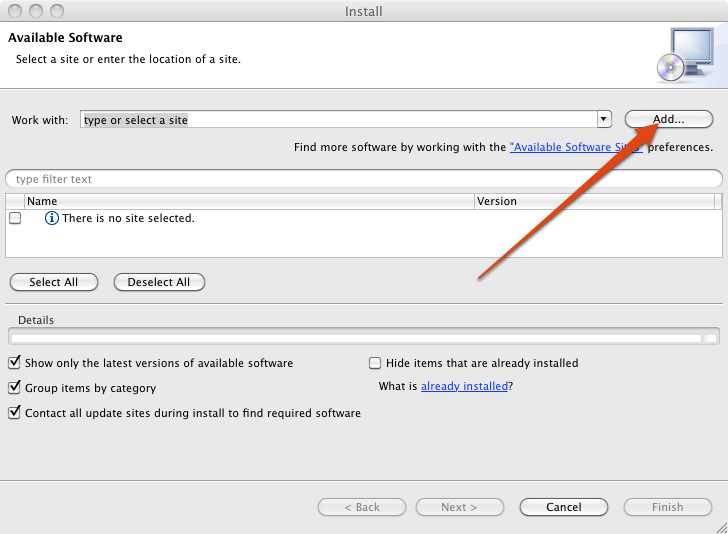 Install
Available Software
Select a site or enter the location of a site.
Work with: type or select a site Add...
Find more software by working with the "Available Software Sites" preferences.
type filter text
Name Version
There is no site selected.
Select All Deselect All
Details
Show only the latest versions of available software Hide items that are already installed
Group items by category What is already installed?
Contact all update sites during install to find required software
< Back Next > Cancel Finish